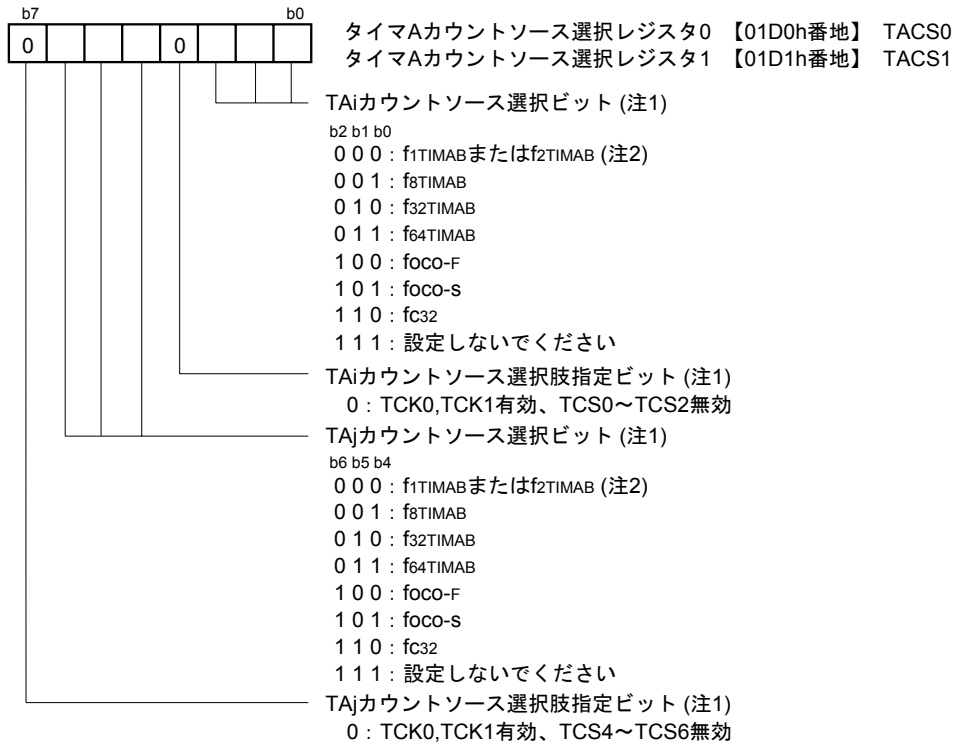 b7 b0
0 0
タイマAカウントソース選択レジスタ0 【01D0h番地】 TACS0
タイマAカウントソース選択レジスタ1 【01D1h番地】 TACS1
TAiカウントソース選択ビット (注1)
b2 b1 b0
0 0 0 : f1TIMABまたはf2TIMAB (注2)
0 0 1 : f8TIMAB
0 1 0 : f32TIMAB
0 1 1 : f64TIMAB
1 0 0 : foco-F
1 0 1 : foco-s
1 1 0 : fc32
1 1 1 : 設定しないでください
TAiカウントソース選択肢指定ビット (注1)
0 : TCK0,TCK1有効、TCS0～TCS2無効
TAjカウントソース選択ビット (注1)
b6 b5 b4
0 0 0 : f1TIMABまたはf2TIMAB (注2)
0 0 1 : f8TIMAB
0 1 0 : f32TIMAB
0 1 1 : f64TIMAB
1 0 0 : foco-F
1 0 1 : foco-s
1 1 0 : fc32
1 1 1 : 設定しないでください
TAjカウントソース選択肢指定ビット (注1)
0 : TCK0,TCK1有効、TCS4～TCS6無効